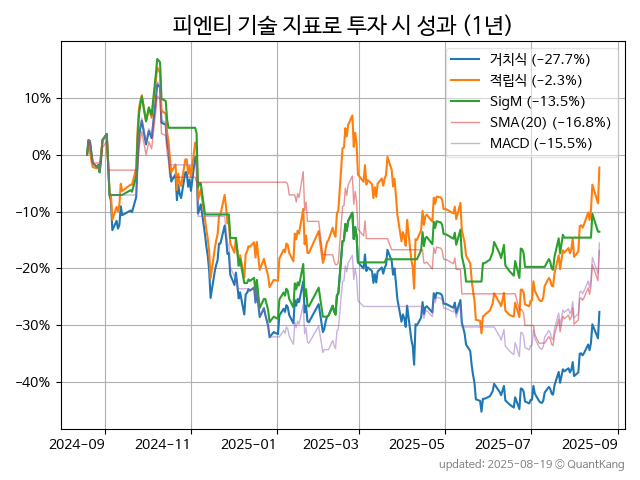 피엔티 기술 지표로 투자 시 성과 (1년)
거치식 (−27.7%)
적립식 (−2.3%)
SigM (−13.5%)
SMA(20) (−16.8%)
MACD (−15.5%)
10%
0%
−10%
−20%
−30%
−40%
2024-09 2024-11 2025-01 2025-03 2025-05 2025-07 2025-09
updated: 2025-08-19 © QuantKang